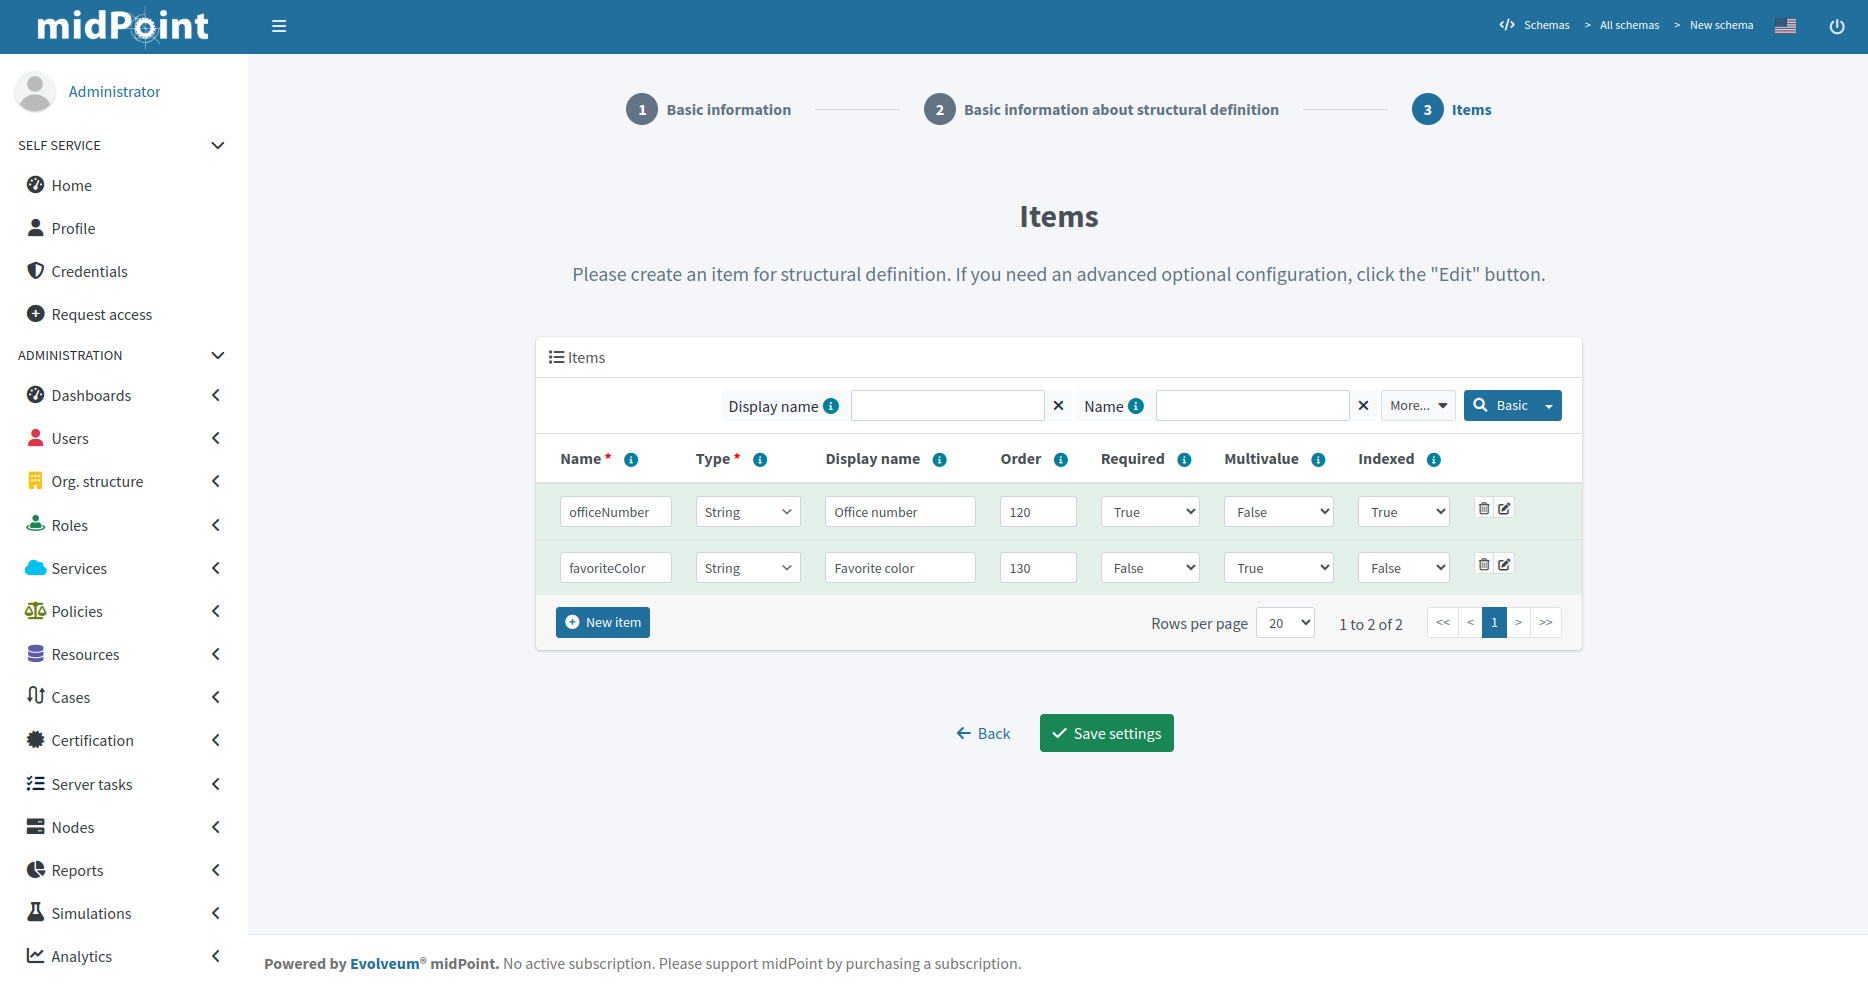 midPoint
Schemas > All schemas > New schema
Administrator
SELF SERVICE
Home
Profile
Credentials
Request access
ADMINISTRATION
Dashboards
Users
Org. structure
Roles
Services
Policies
Resources
Cases
Certification
Server tasks
Nodes
Reports
Simulations
Analytics
1 Basic information 2 Basic information about structural definition 3 Items
Items
Please create an item for structural definition. If you need an advanced optional configuration, click the "Edit" button.
Items
Display name Name More... Basic
Name * Type * Display name Order Required Multivalue Indexed
officeNumber String Office number 120 True False True
favoriteColor String Favorite color 130 False True False
New item Rows per page 20 1 to 2 of 2 << < 1 > >>
Back Save settings
Powered by Evolveum® midPoint. No active subscription. Please support midPoint by purchasing a subscription.